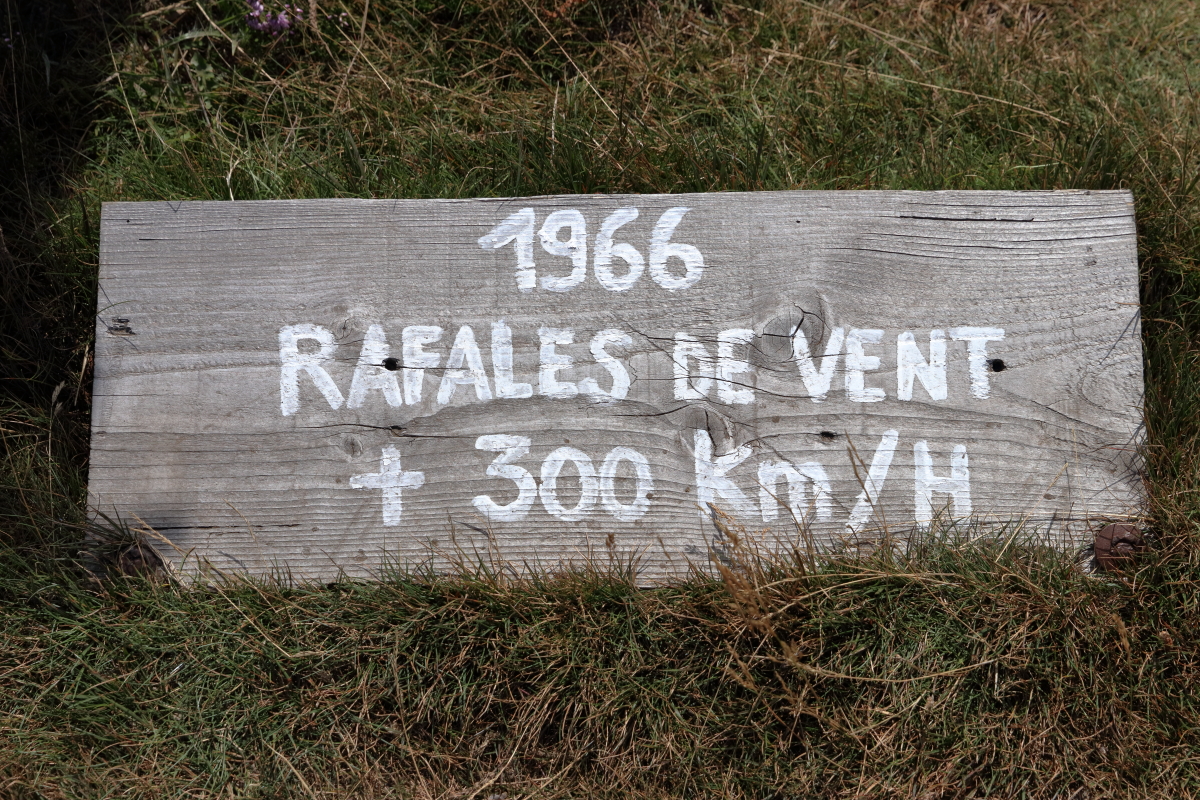 1966
RAFALES DE VENT
+ 300 Km/H